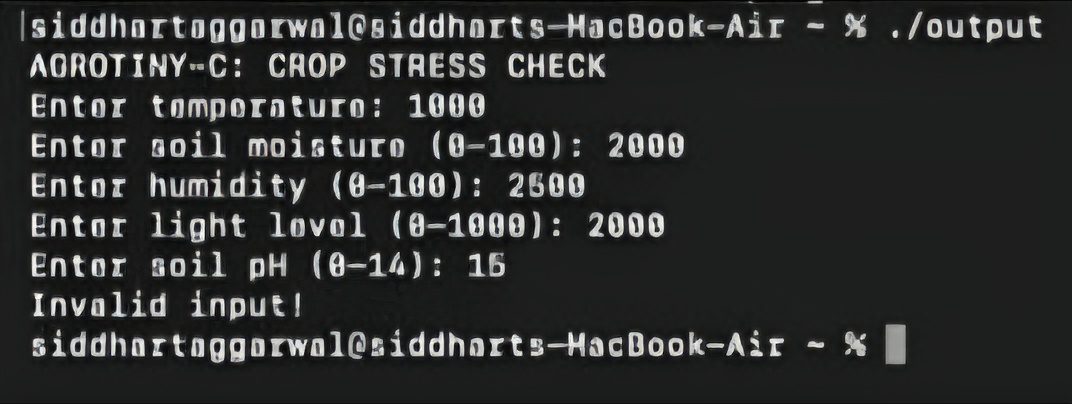 siddhartaggarwal@siddharts-MacBook-Air ~ % ./output
AGROTINY-C: CROP STRESS CHECK
Enter temperature: 1000
Enter soil moisture (0-100): 2000
Enter humidity (0-100): 2500
Enter light level (0-1000): 2000
Enter soil pH (0-14): 15
Invalid input!
siddhartaggarwal@siddharts-MacBook-Air ~ %